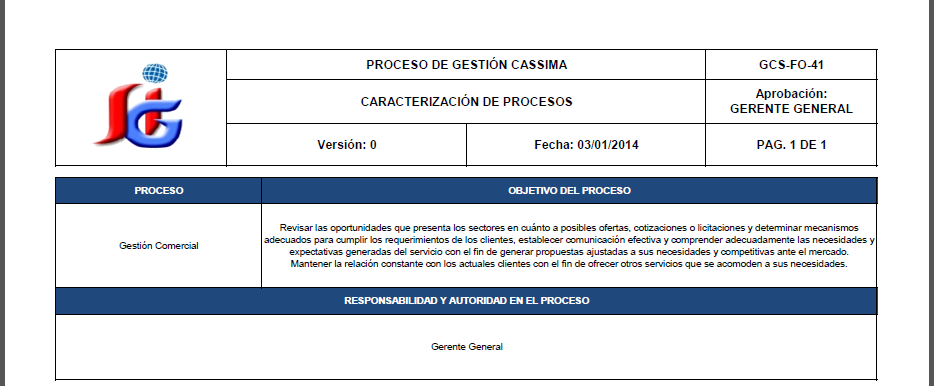 PROCESO DE GESTIÓN CASSIMA
GCS-FO-41
SIG
CARACTERIZACIÓN DE PROCESOS
Aprobación:
GERENTE GENERAL
Versión: 0
Fecha: 03/01/2014
PAG. 1 DE 1
PROCESO
OBJETIVO DEL PROCESO
Gestión Comercial
Revisar las oportunidades que presenta los sectores en cuánto a posibles ofertas, cotizaciones o licitaciones y determinar mecanismos
adecuados para cumplir los requerimientos de los clientes, establecer comunicación efectiva y comprender adecuadamente las necesidades y
expectativas generadas del servicio con el fin de generar propuestas ajustadas a sus necesidades y competitivas ante el mercado.
Mantener la relación constante con los actuales clientes con el fin de ofrecer otros servicios que se acomoden a sus necesidades.
RESPONSABILIDAD Y AUTORIDAD EN EL PROCESO
Gerente General